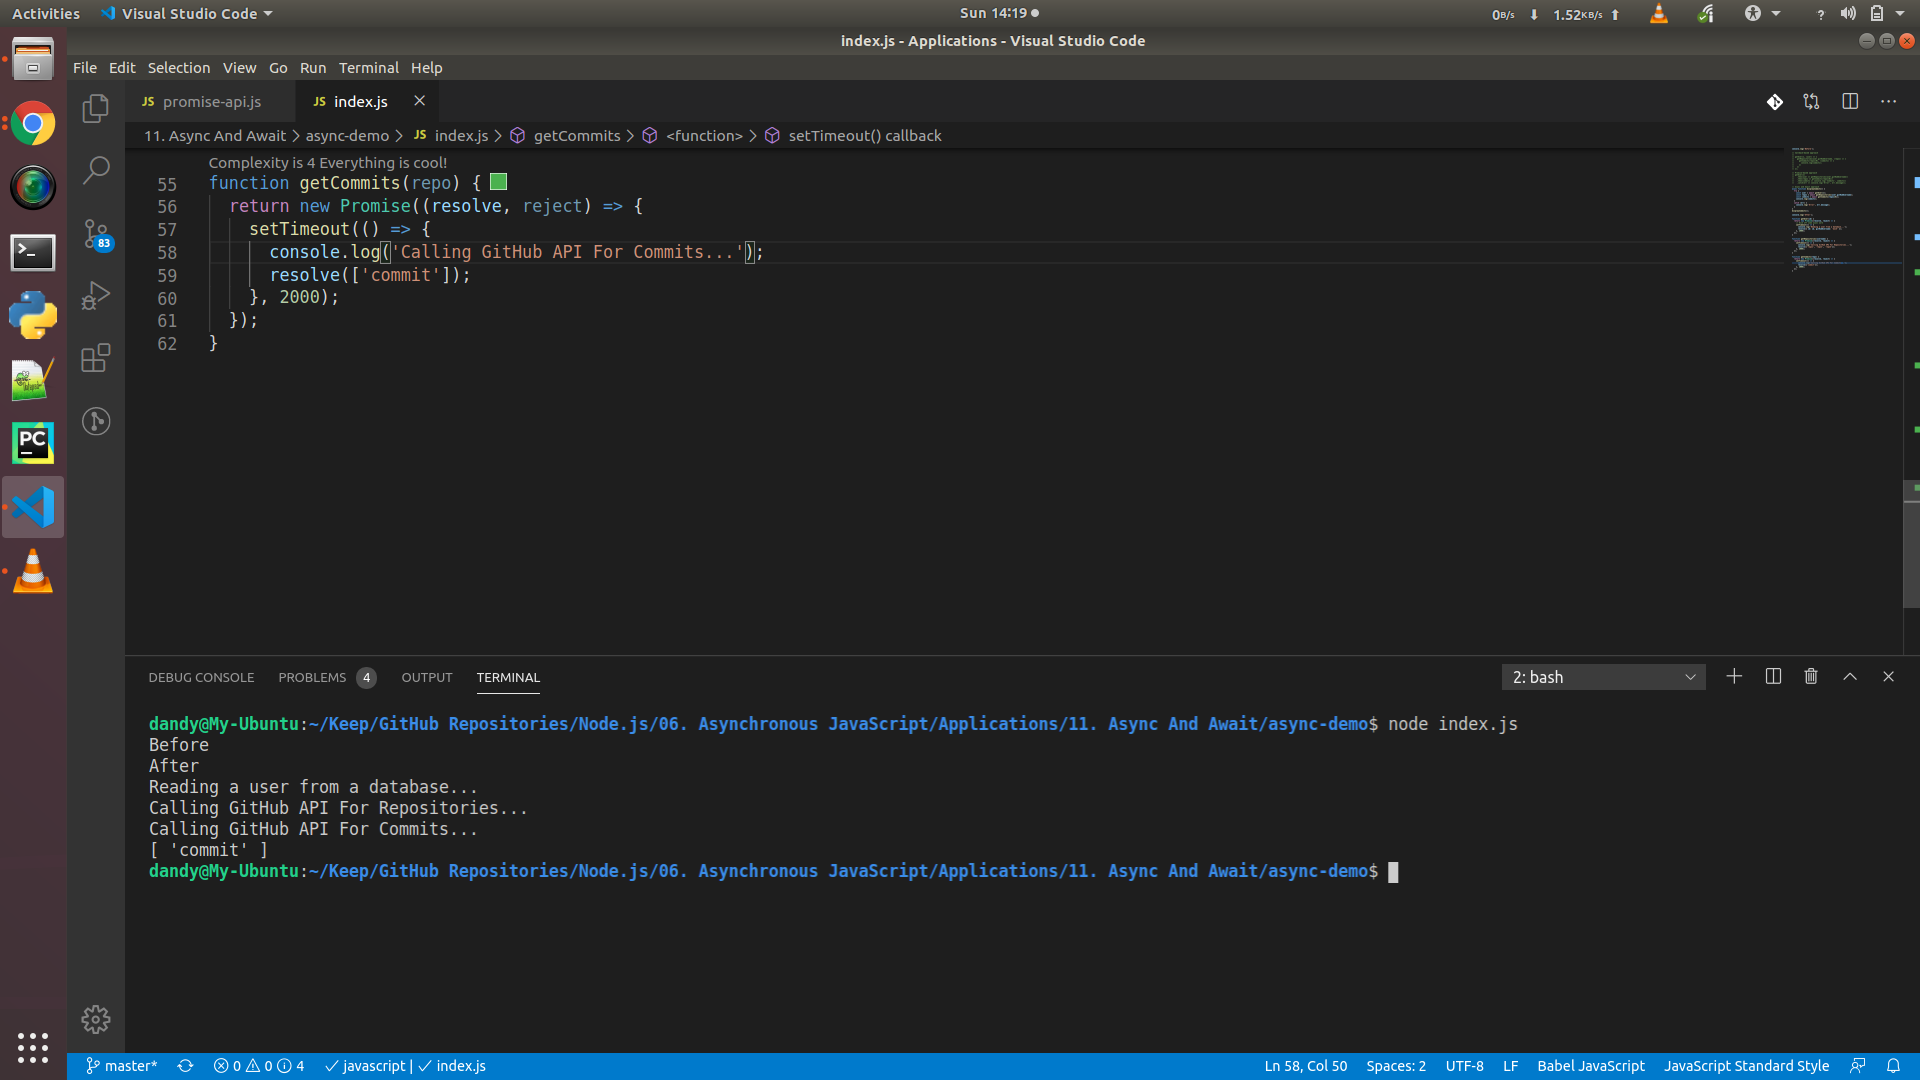 Activities Visual Studio Code Sun 14:19 0B/s 1.52KB/s
index.js - Applications - Visual Studio Code
File Edit Selection View Go Run Terminal Help
JS promise-api.js JS index.js
11. Async And Await > async-demo > JS index.js > getCommits > <function> > setTimeout() callback
Complexity is 4 Everything is cool!
55 function getCommits(repo) {
56 return new Promise((resolve, reject) => {
57 setTimeout(() => {
58 console.log('Calling GitHub API For Commits...');
59 resolve(['commit']);
60 }, 2000);
61 });
62 }
83
PC
DEBUG CONSOLE PROBLEMS 4 OUTPUT TERMINAL 2: bash
dandy@My-Ubuntu:~/Keep/GitHub Repositories/Node.js/06. Asynchronous JavaScript/Applications/11. Async And Await/async-demo$ node index.js
Before
After
Reading a user from a database...
Calling GitHub API For Repositories...
Calling GitHub API For Commits...
[ 'commit' ]
dandy@My-Ubuntu:~/Keep/GitHub Repositories/Node.js/06. Asynchronous JavaScript/Applications/11. Async And Await/async-demo$
master* 0 0 4 javascript | index.js Ln 58, Col 50 Spaces: 2 UTF-8 LF Babel JavaScript JavaScript Standard Style